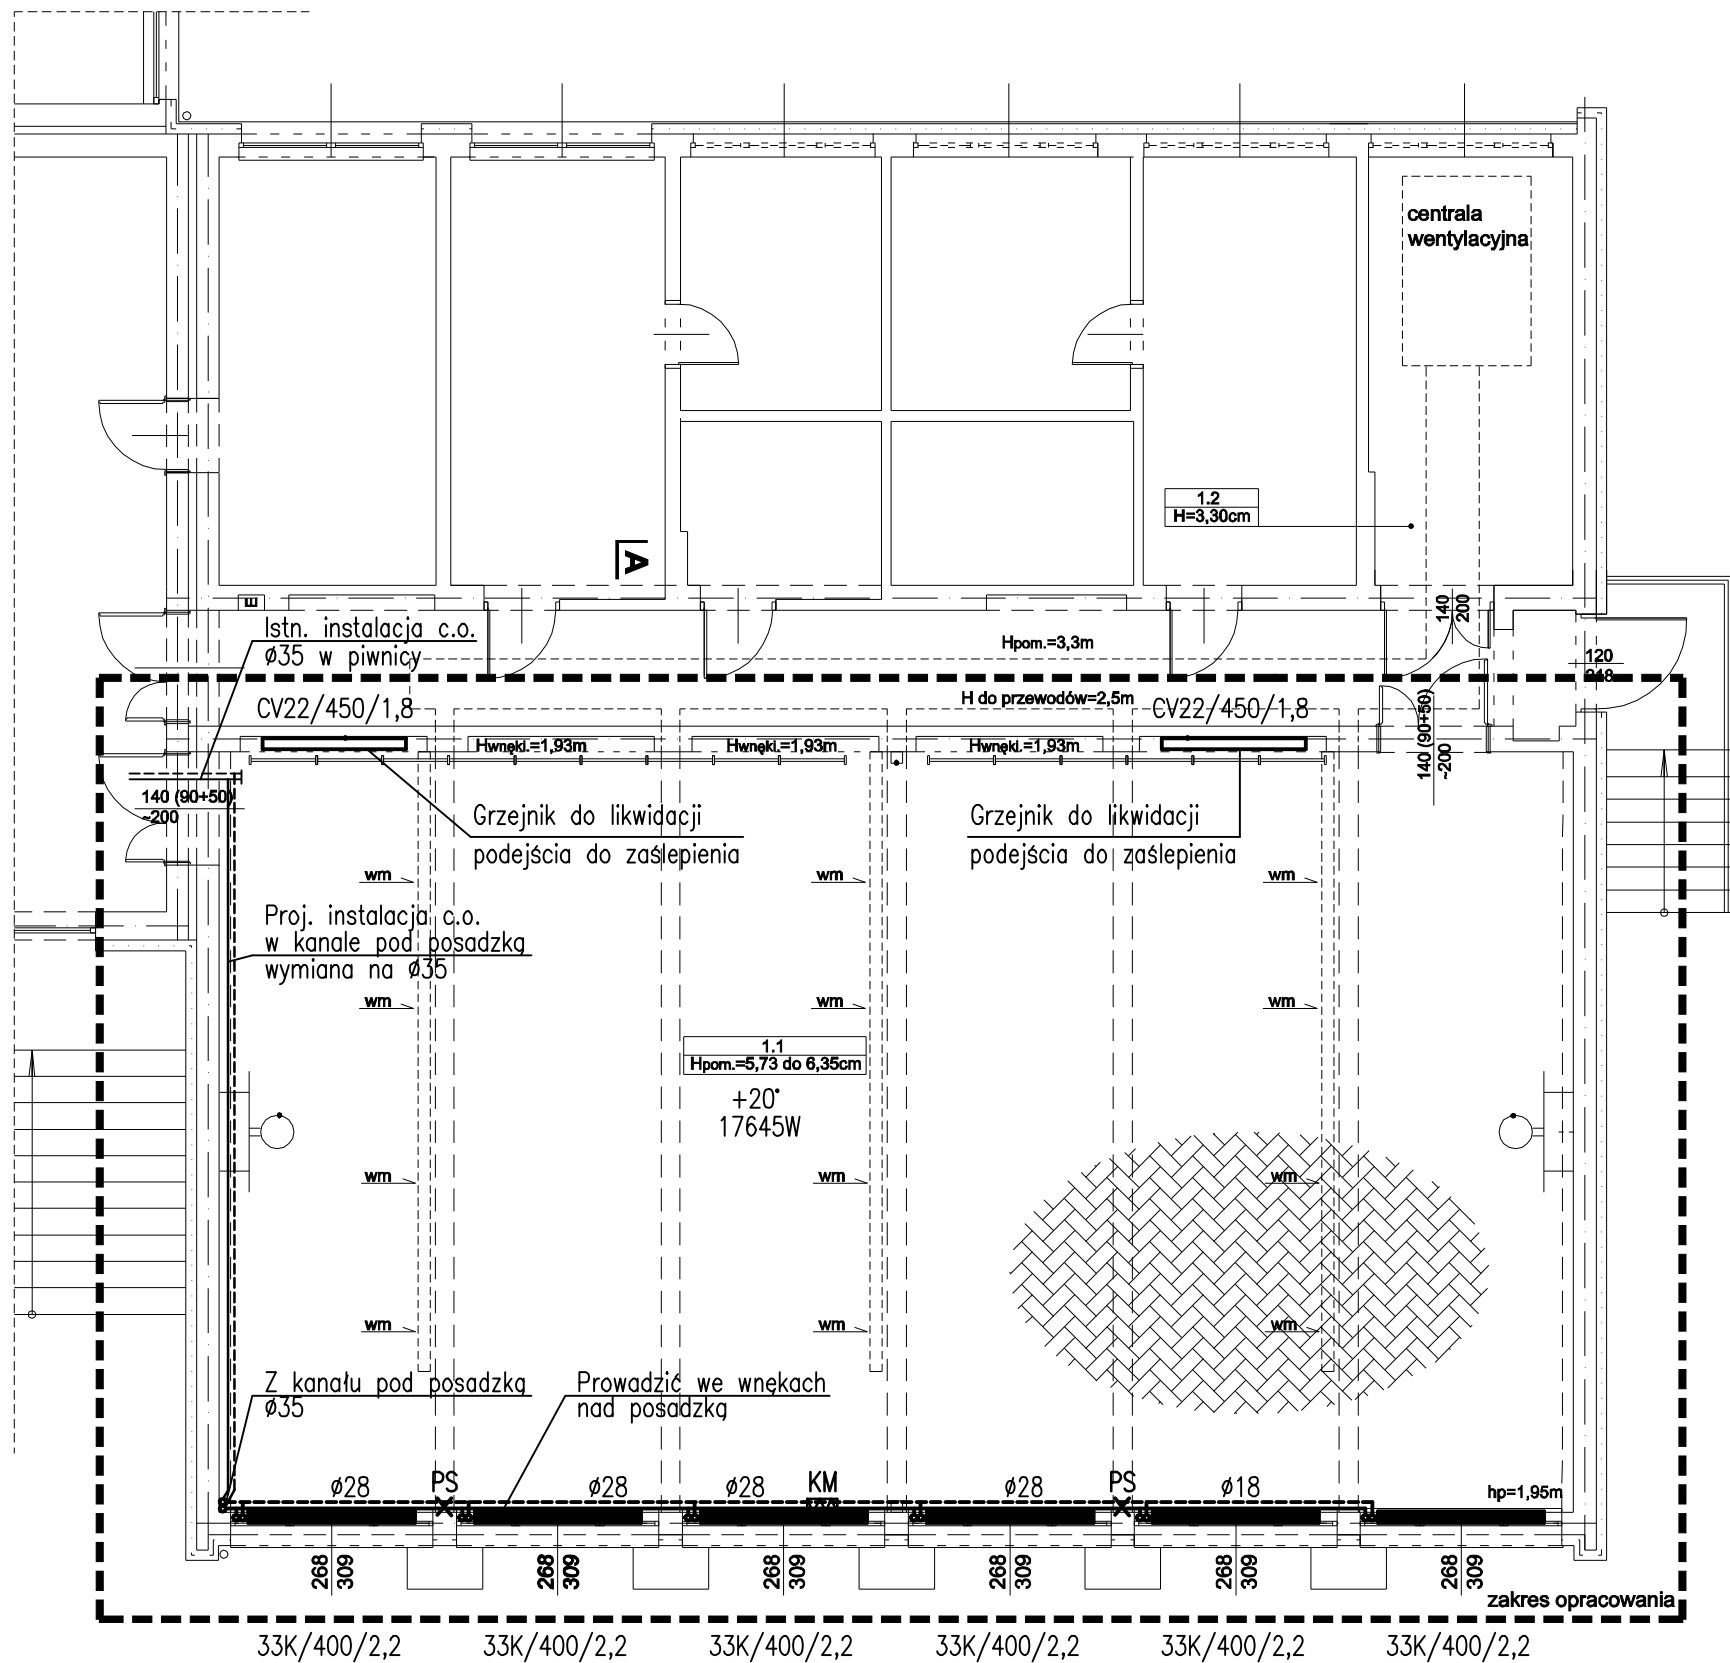 centrala
wentylacyjna
1.2
H=3,30cm
A
E
140
200
Istn. instalacja c.o.
ø35 w piwnicy
Hpom.=3,3m
120
248
CV22/450/1,8
H do przewodów=2,5m
CV22/450/1,8
140 (90+50)
~200
Hwnęki.=1,93m
Hwnęki.=1,93m
Hwnęki.=1,93m
140 (90+50)
~200
Grzejnik do likwidacji
podejścia do zaślepienia
Grzejnik do likwidacji
podejścia do zaślepienia
wm
wm
wm
Proj. instalacja c.o.
w kanale pod posadzką
wymiana na ø35
wm
wm
wm
1.1
Hpom.=5,73 do 6,35cm
+20°
17645W
wm
wm
wm
wm
wm
wm
Z kanału pod posadzką
ø35
Prowadzić we wnękach
nad posadzką
ø28
PS
ø28
ø28
KM
ø28
PS
ø18
hp=1,95m
268
309
268
309
268
309
268
309
268
309
268
309
zakres opracowania
33K/400/2,2
33K/400/2,2
33K/400/2,2
33K/400/2,2
33K/400/2,2
33K/400/2,2